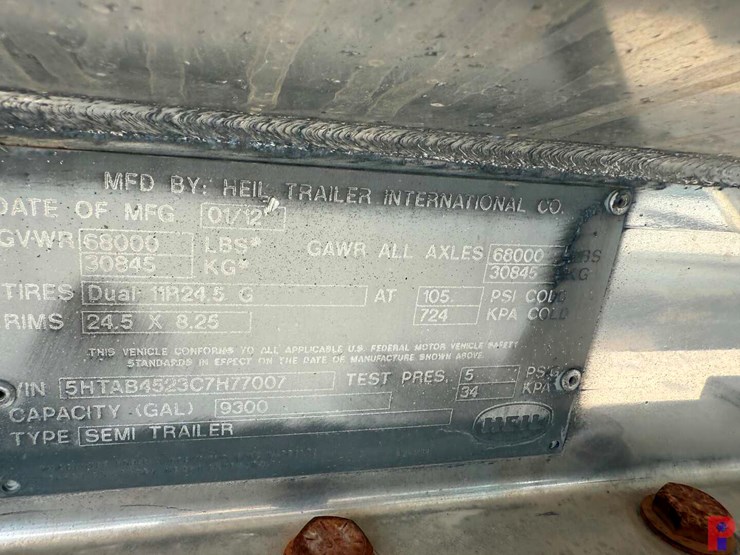 MFD BY: HEIL TRAILER INTERNATIONAL CO.
DATE OF MFG 01/12
GVWR 68000 LBS* GAWR ALL AXLES 68000 LBS
30845 KG* 30845 KG
TIRES Dual 11R24.5 G AT 105. PSI COLD
RIMS 24.5 X 8.25 724 KPA COLD
THIS VEHICLE CONFORMS TO ALL APPLICABLE U.S. FEDERAL MOTOR VEHICLE SAFETY
STANDARDS IN EFFECT ON THE DATE OF MANUFACTURE SHOWN ABOVE.
VIN 5HTAB4523C7H77007 TEST PRES. 5 PSIG
34 KPA
CAPACITY (GAL) 9300
TYPE SEMI TRAILER HEIL